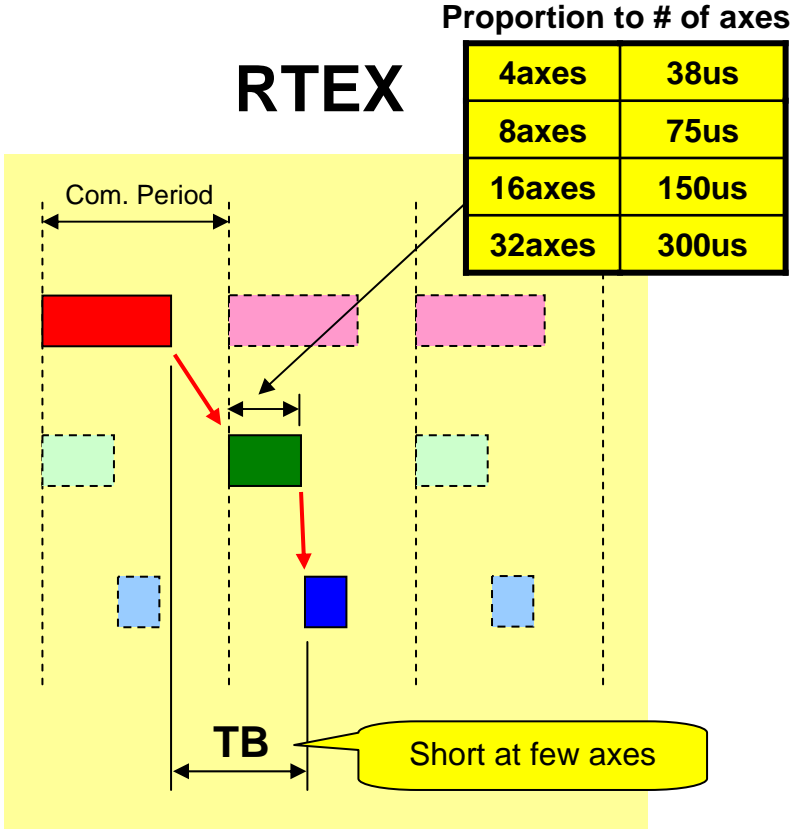 Proportion to # of axes
RTEX
4axes 38us
8axes 75us
16axes 150us
32axes 300us
Com. Period
TB
Short at few axes